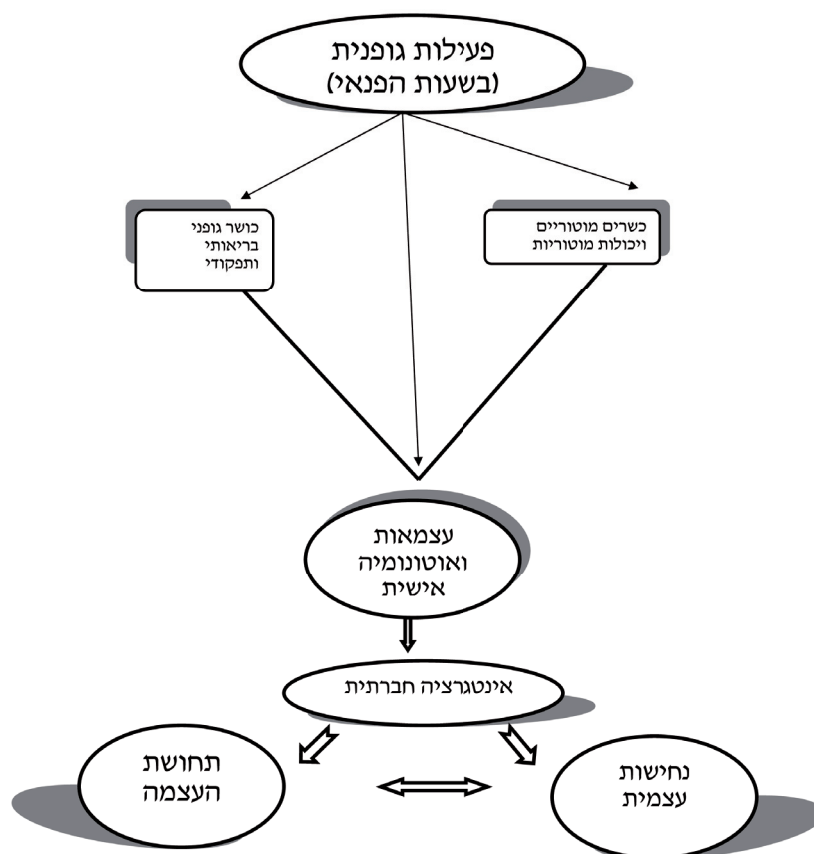 פעילות גופנית
(בשעות הפנאי)
כשרים מוטוריים
ויכולות מוטוריות
כושר גופני
בריאותי
ותפקודי
עצמאות
ואוטונומיה
אישית
אינטגרציה חברתית
נחישות
עצמית
תחושת
העצמה